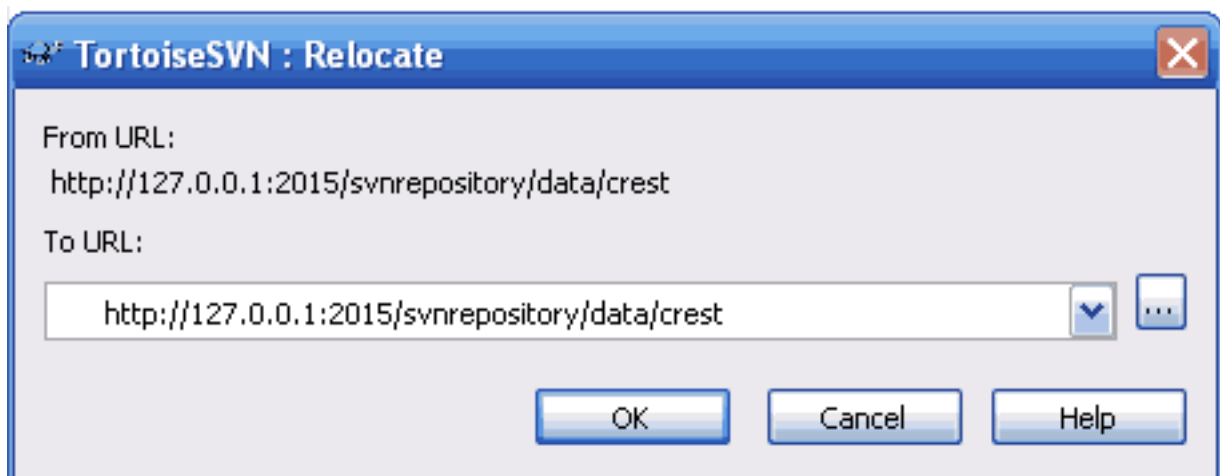 TortoiseSVN : Relocate
From URL:
http://127.0.0.1:2015/svnrepository/data/crest
To URL:
http://127.0.0.1:2015/svnrepository/data/crest
...
OK Cancel Help